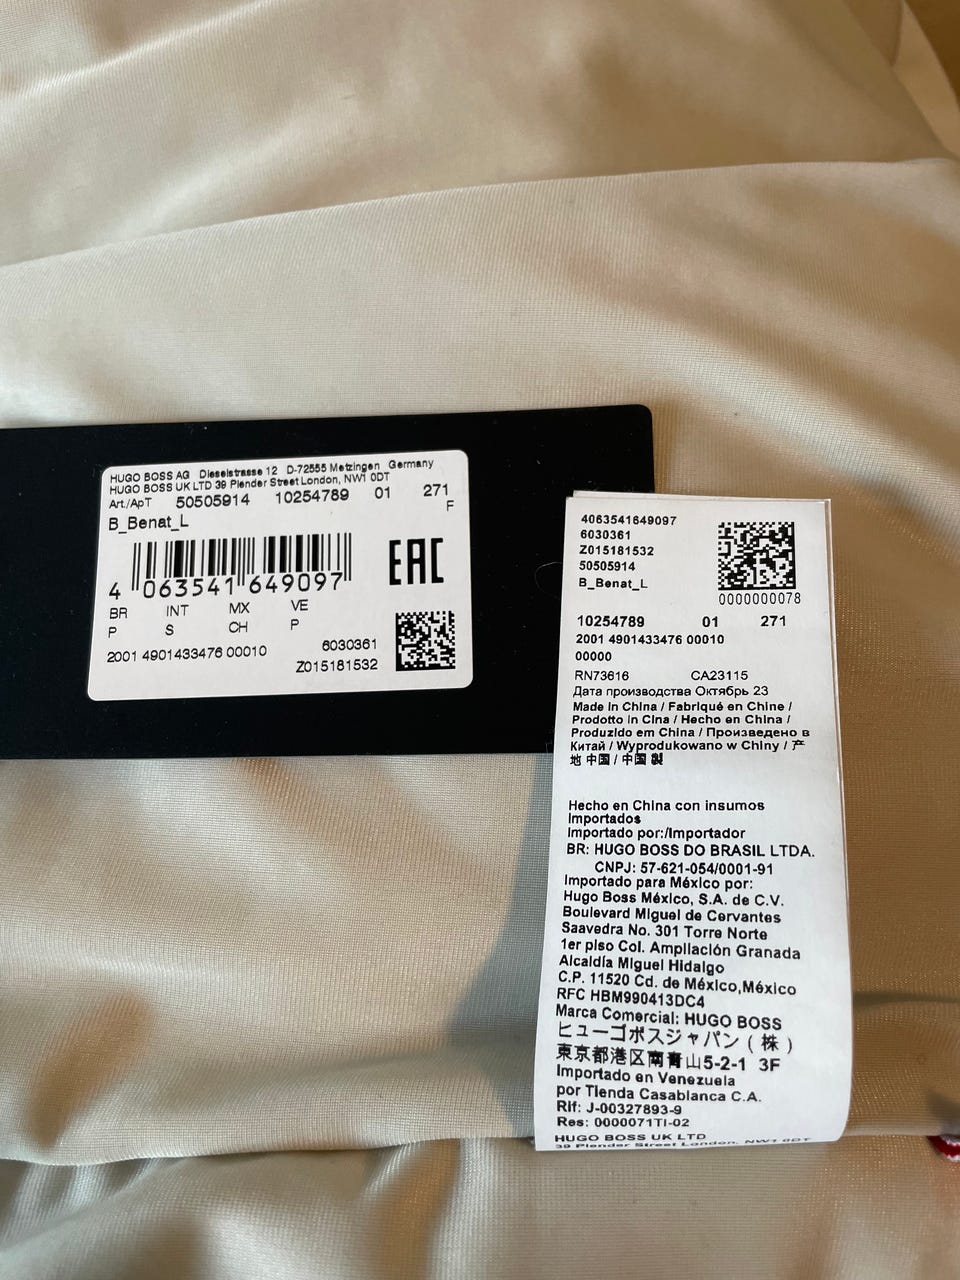 HUGO BOSS AG Dieselstrasse 12 D-72555 Metzingen Germany
HUGO BOSS UK LTD 39 Plender Street London, NW1 0DT
Art./ApT 50505914 10254789 01 271
F
B_Benat_L
4 063541 649097
EAC
BR INT MX VE
P S CH P
2001 4901433476 00010
6030361
Z015181532
4063541649097
6030361
Z015181532
50505914
B_Benat_L
0000000078
10254789 01 271
2001 4901433476 00010
00000
RN73616 CA23115
Дата производства Октябрь 23
Made in China / Fabriqué en Chine /
Prodotto in Cina / Hecho en China /
Produzido em China / Произведено в
Китай / Wyprodukowano w Chiny / 产
地 中国 / 中国 製
Hecho en China con insumos
Importados
Importado por:/Importador
BR: HUGO BOSS DO BRASIL LTDA.
CNPJ: 57-621-054/0001-91
Importado para México por:
Hugo Boss México, S.A. de C.V.
Boulevard Miguel de Cervantes
Saavedra No. 301 Torre Norte
1er piso Col. Ampliación Granada
Alcaldía Miguel Hidalgo
C.P. 11520 Cd. de México,México
RFC HBM990413DC4
Marca Comercial: HUGO BOSS
ヒューゴボスジャパン(株)
東京都港区南青山5-2-1 3F
Importado en Venezuela
por Tienda Casablanca C.A.
Rif: J-00327893-9
Res: 0000071TI-02
HUGO BOSS UK LTD
39 Plender Street London, NW1 0DT